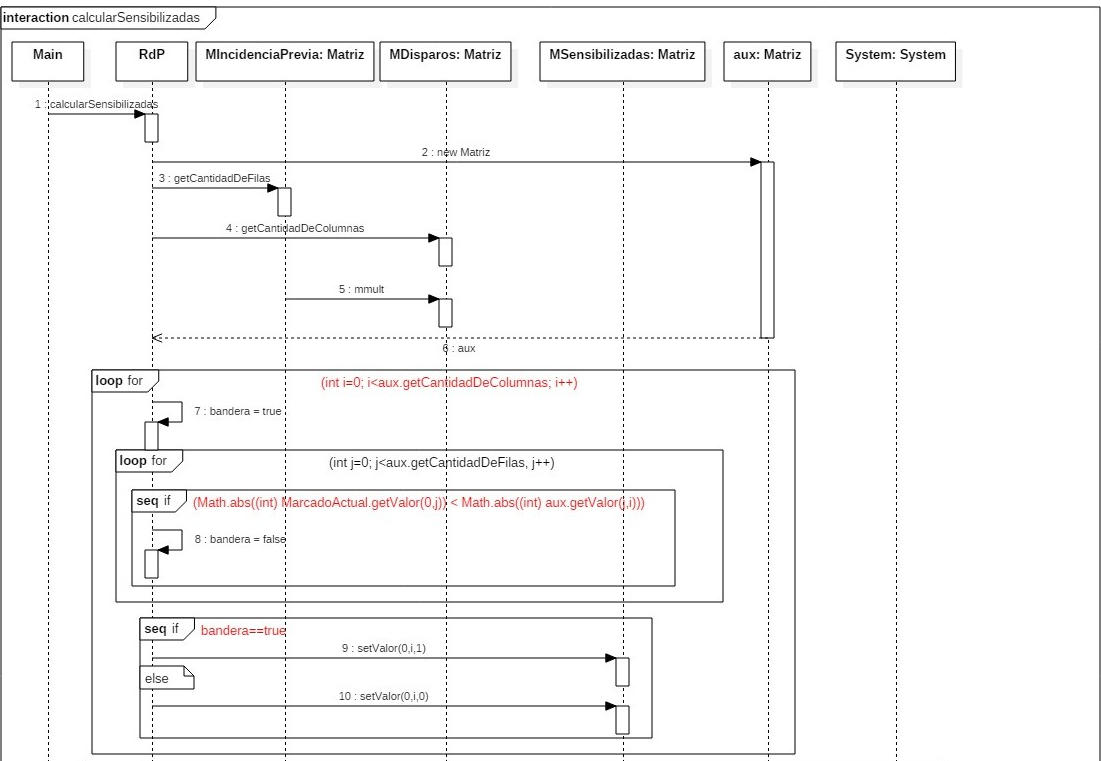 interaction calcularSensibilizadas
Main
RdP
MIncidenciaPrevia: Matriz
MDisparos: Matriz
MSensibilizadas: Matriz
aux: Matriz
System: System
1 : calcularSensibilizadas
2 : new Matriz
3 : getCantidadDeFilas
4 : getCantidadDeColumnas
5 : mmult
6 : aux
loop for
(int i=0; i<aux.getCantidadDeColumnas; i++)
7 : bandera = true
loop for
(int j=0; j<aux.getCantidadDeFilas, j++)
seq if
(Math.abs((int) MarcadoActual.getValor(0,j)) < Math.abs((int) aux.getValor(j,i)))
8 : bandera = false
seq if
bandera==true
9 : setValor(0,i,1)
else
10 : setValor(0,i,0)